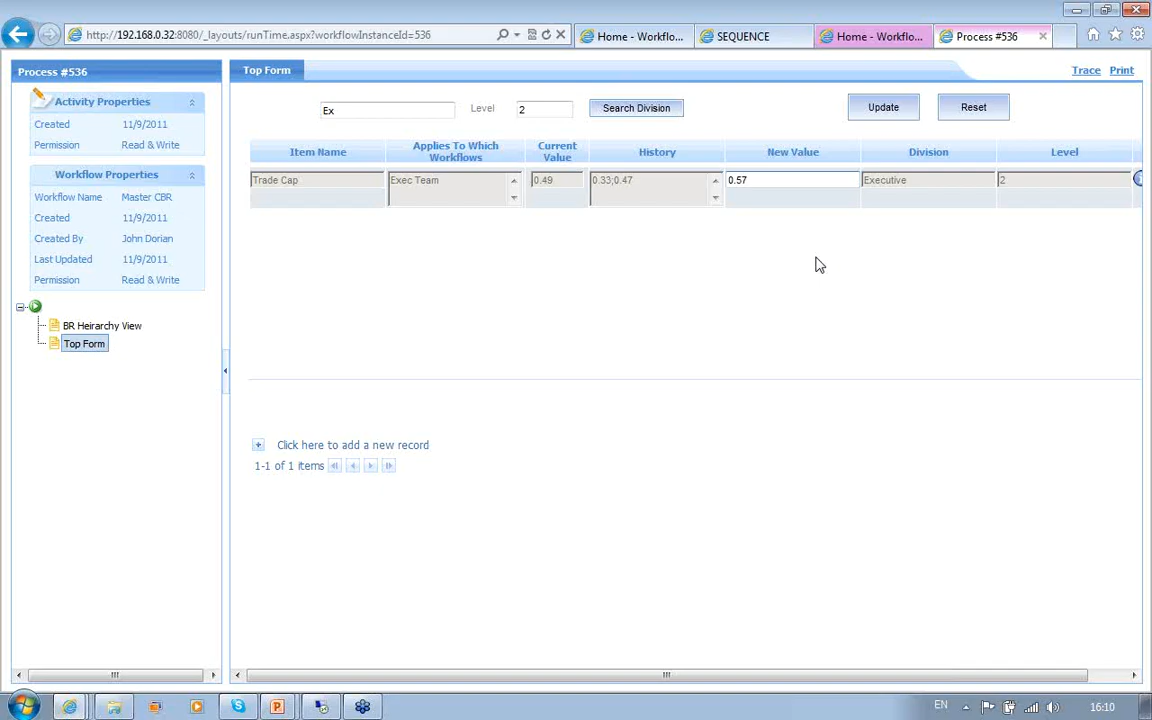 http://192.168.0.32:8080/_layouts/runTime.aspx?workflowInstanceId=536
Home - Workflo...
SEQUENCE
Home - Workflo...
Process #536
Process #536
Activity Properties
Created 11/9/2011
Permission Read & Write
Workflow Properties
Workflow Name Master CBR
Created 11/9/2011
Created By John Dorian
Last Updated 11/9/2011
Permission Read & Write
BR Heirarchy View
Top Form
Top Form
Trace Print
Ex Level 2 Search Division Update Reset
Item Name Applies To Which Workflows Current Value History New Value Division Level
Trade Cap Exec Team 0.49 0.33;0.47 0.57 Executive 2
Click here to add a new record
1-1 of 1 items
EN 16:10